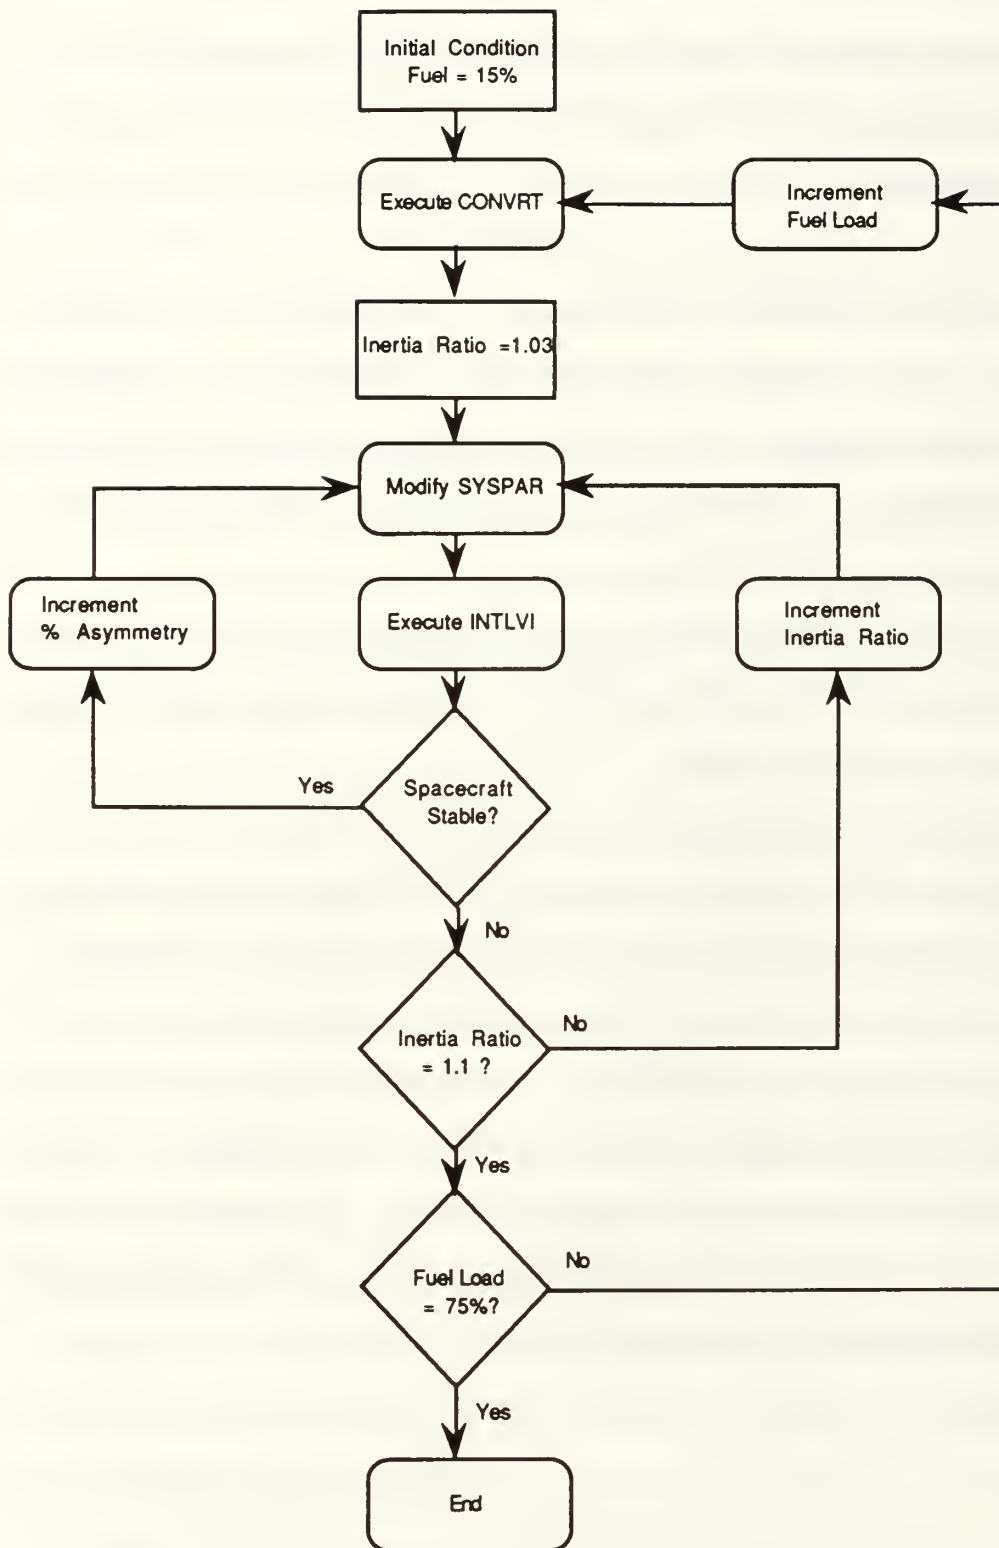 Initial Condition
Fuel = 15%
Execute CONVRT
Increment
Fuel Load
Inertia Ratio =1.03
Modify SYSPAR
Increment
% Asymmetry
Execute INTLVI
Increment
Inertia Ratio
Yes
Spacecraft
Stable?
No
Inertia Ratio
= 1.1 ?
No
Yes
Fuel Load
= 75%?
No
Yes
End